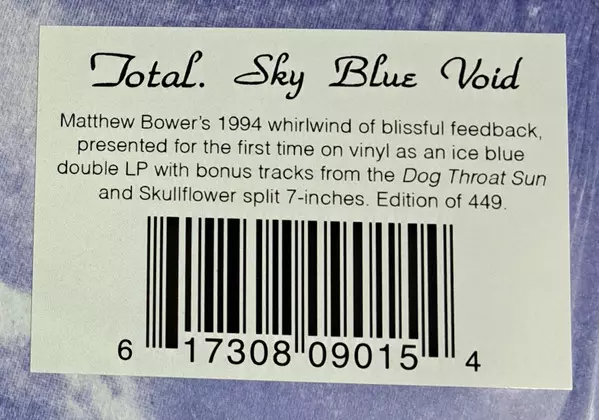 Total. Sky Blue Void
Matthew Bower's 1994 whirlwind of blissful feedback,
presented for the first time on vinyl as an ice blue
double LP with bonus tracks from the Dog Throat Sun
and Skullflower split 7-inches. Edition of 449.
6 17308 09015 4